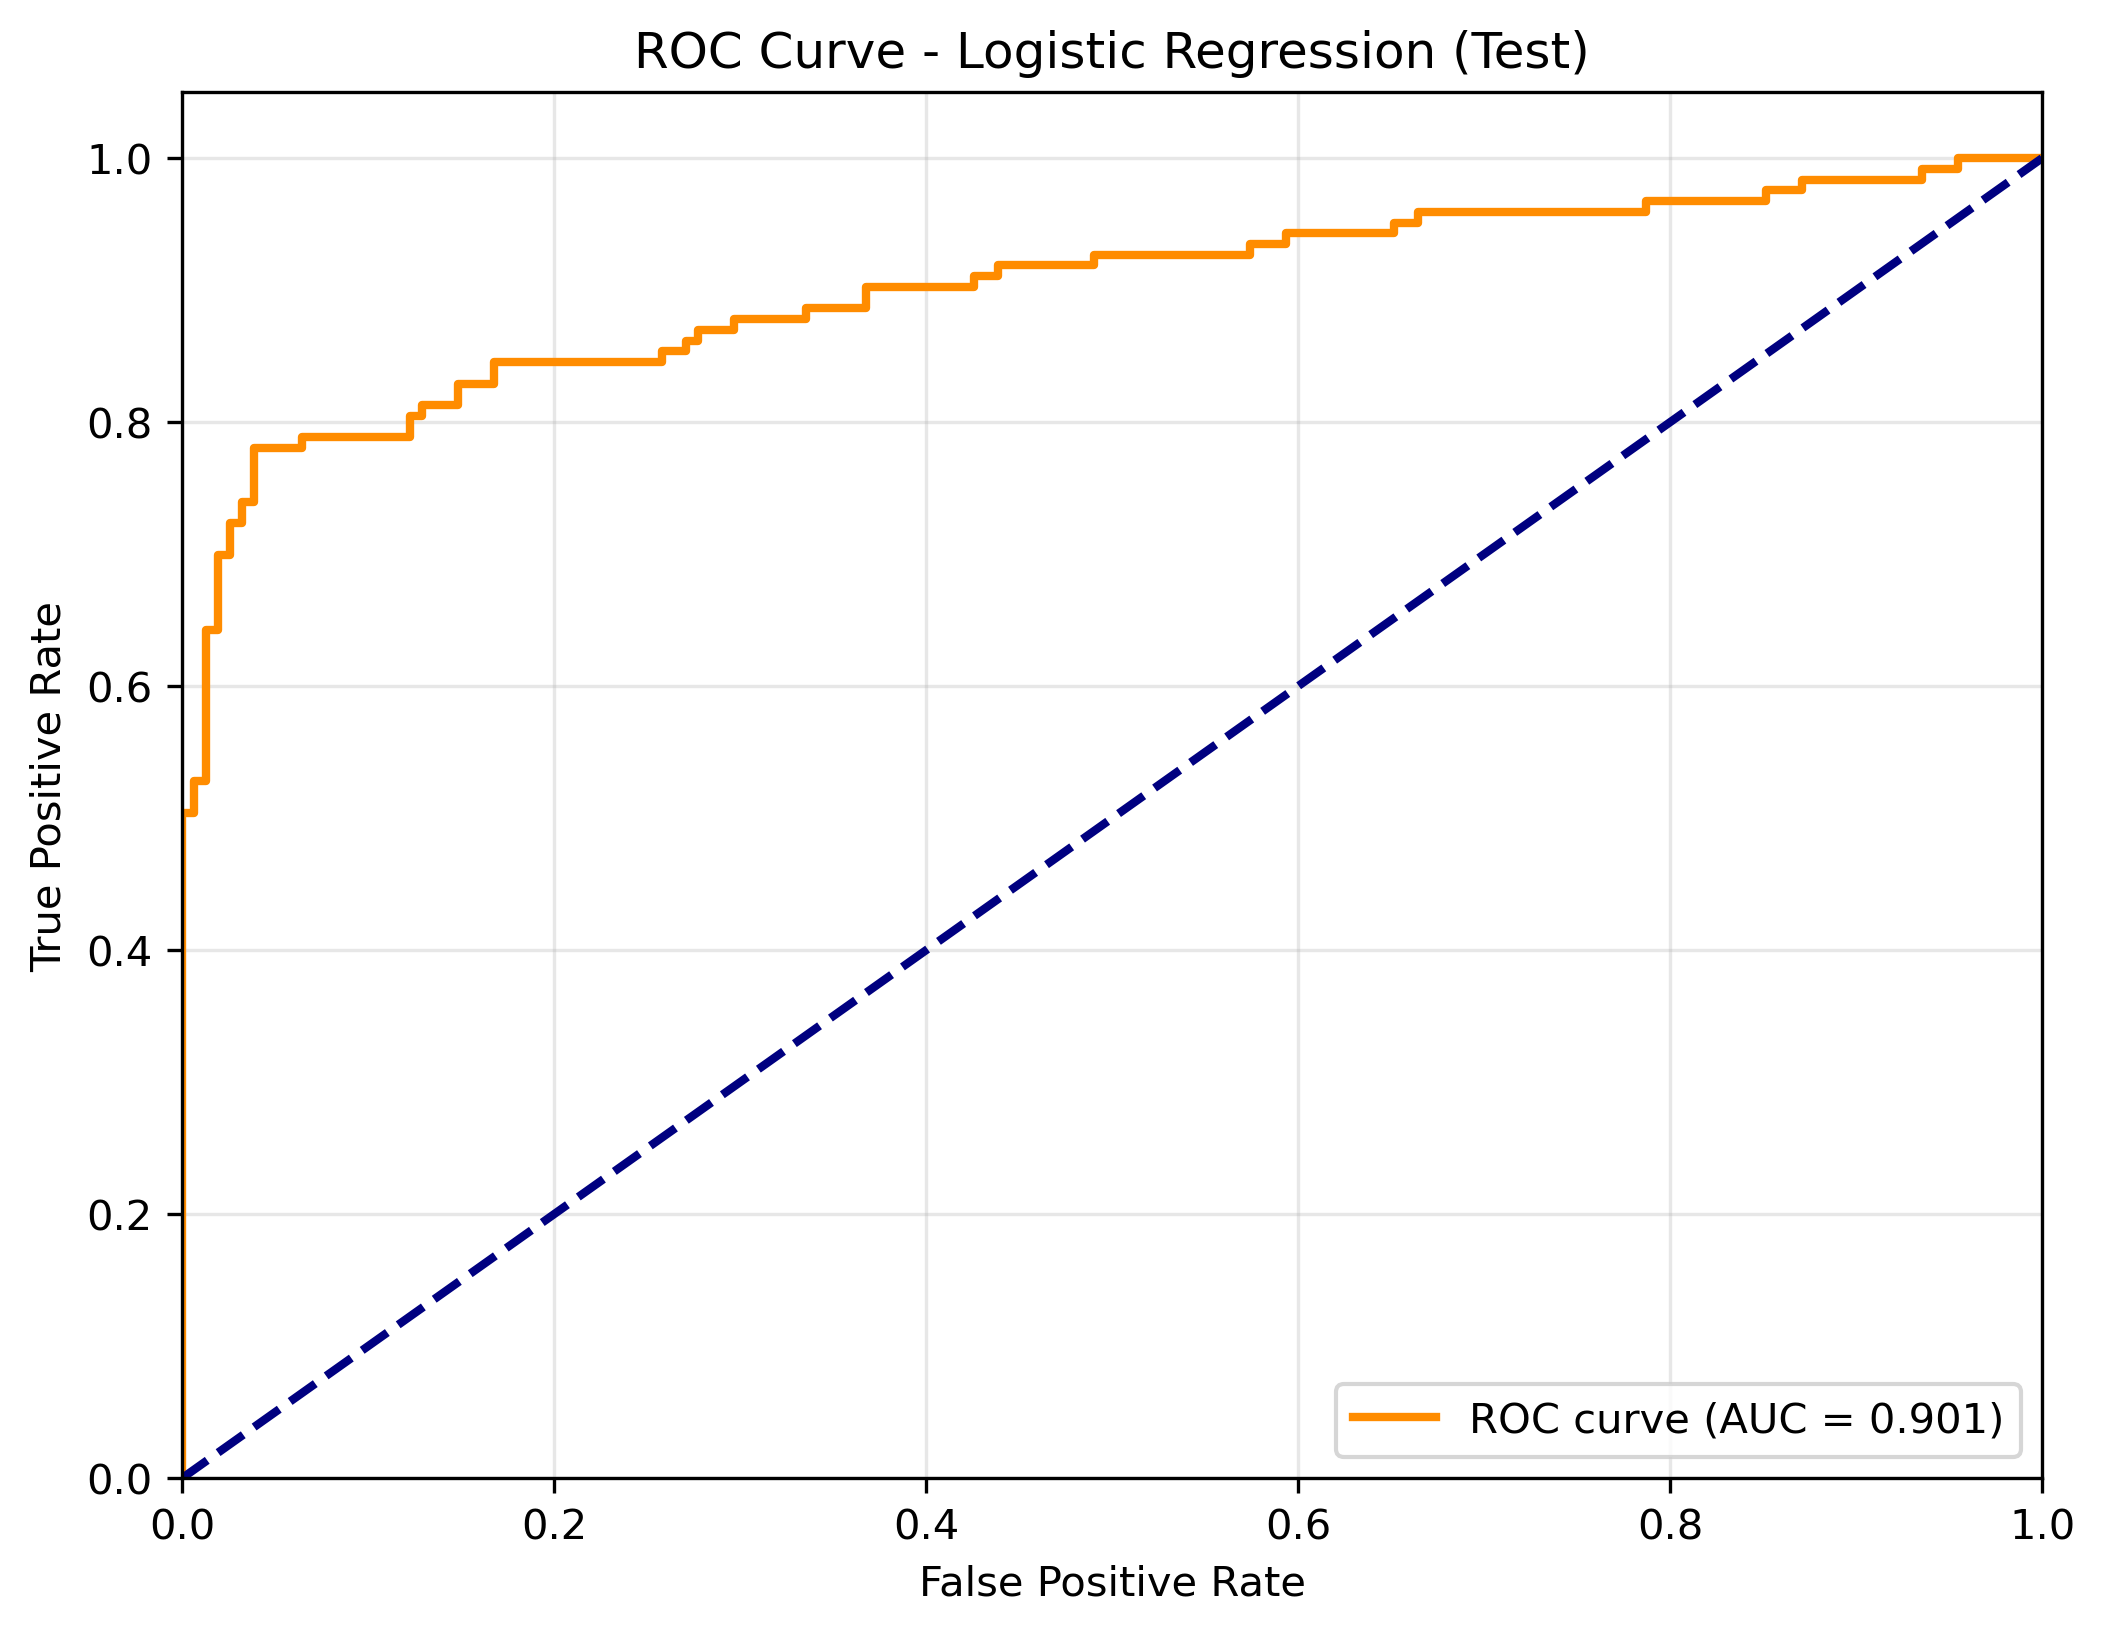 ROC Curve - Logistic Regression (Test)
1.0
0.8
0.6
0.4
0.2
0.0
True Positive Rate
0.0 0.2 0.4 0.6 0.8 1.0
False Positive Rate
ROC curve (AUC = 0.901)